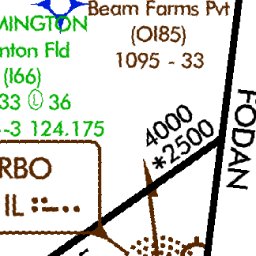 Beam Farms Pvt
(OI85)
1095 - 33
MINGTON
nton Fld
(I66)
33 Ⓛ 36
--3 124.175
4000
*2500
FODAN
RBO
IL